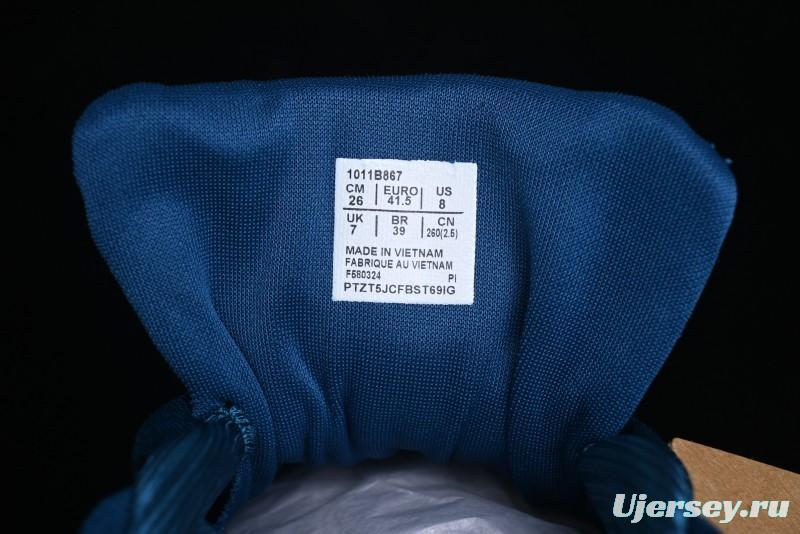 1011B867
CM EURO US
26 41.5 8
UK BR CN
7 39 260(2.5)
MADE IN VIETNAM
FABRIQUE AU VIETNAM
F580324 PI
PTZT5JCFBST69IG
Ujersey.ru